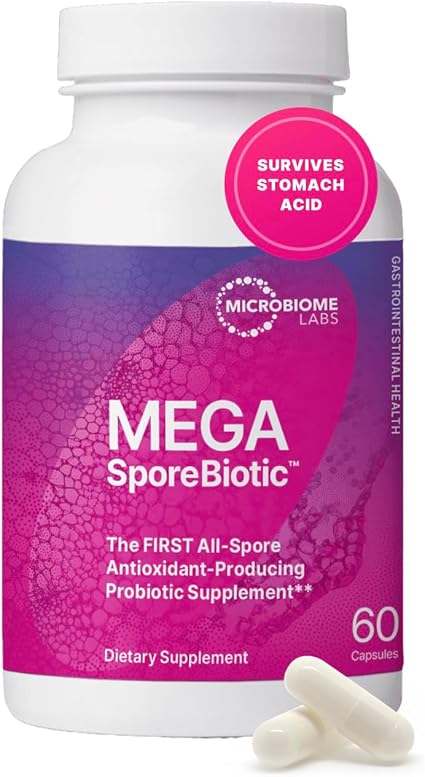 SURVIVES
STOMACH
ACID
MICROBIOME
LABS
GASTROINTESTINAL HEALTH
MEGA
SporeBiotic™
The FIRST All-Spore
Antioxidant-Producing
Probiotic Supplement**
Dietary Supplement
60
Capsules